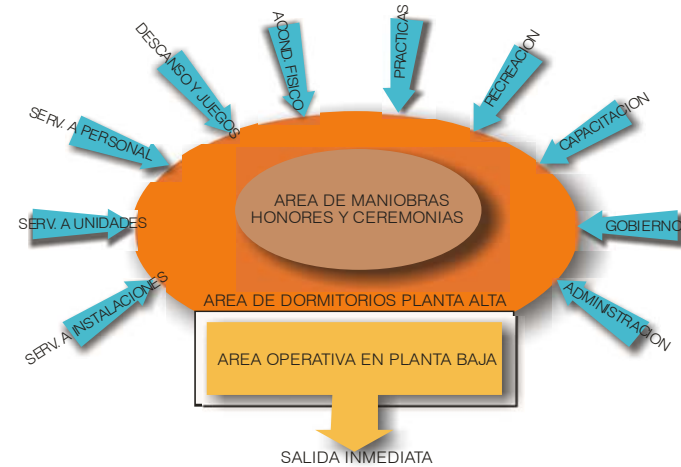 DESCANSO Y JUEGOS
ACOND. FISICO
PRACTICAS
RECREACION
SERV. A PERSONAL
CAPACITACION
SERV. A UNIDADES
GOBIERNO
SERV. A INSTALACIONES
ADMINISTRACION
AREA DE MANIOBRAS
HONORES Y CEREMONIAS
AREA DE DORMITORIOS PLANTA ALTA
AREA OPERATIVA EN PLANTA BAJA
SALIDA INMEDIATA